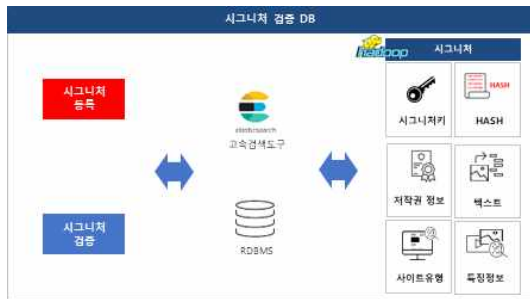 시그니처 검증 DB
hadoop
시그니처
시그니처
등록
elasticsearch
고속검색도구
시그니처키
HASH
HASH
저작권 정보
텍스트
시그니처
검증
RDBMS
사이트유형
특징정보